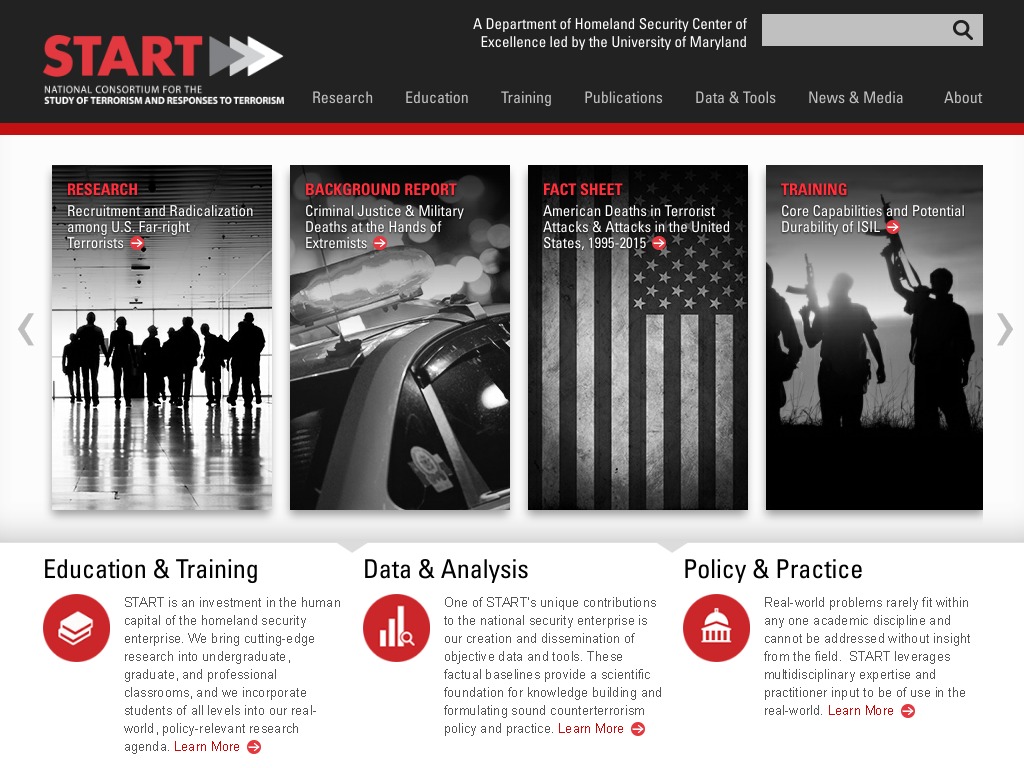 A Department of Homeland Security Center of
Excellence led by the University of Maryland
START
NATIONAL CONSORTIUM FOR THE
STUDY OF TERRORISM AND RESPONSES TO TERRORISM
Research Education Training Publications Data & Tools News & Media About
RESEARCH
Recruitment and Radicalization
among U.S. Far-right
Terrorists
BACKGROUND REPORT
Criminal Justice & Military
Deaths at the Hands of
Extremists
FACT SHEET
American Deaths in Terrorist
Attacks & Attacks in the United
States, 1995-2015
TRAINING
Core Capabilities and Potential
Durability of ISIL
Education & Training
START is an investment in the human
capital of the homeland security
enterprise. We bring cutting-edge
research into undergraduate,
graduate, and professional
classrooms, and we incorporate
students of all levels into our real-
world, policy-relevant research
agenda. Learn More
Data & Analysis
One of START's unique contributions
to the national security enterprise is
our creation and dissemination of
objective data and tools. These
factual baselines provide a scientific
foundation for knowledge building and
formulating sound counterterrorism
policy and practice. Learn More
Policy & Practice
Real-world problems rarely fit within
any one academic discipline and
cannot be addressed without insight
from the field.  START leverages
multidisciplinary expertise and
practitioner input to be of use in the
real-world. Learn More